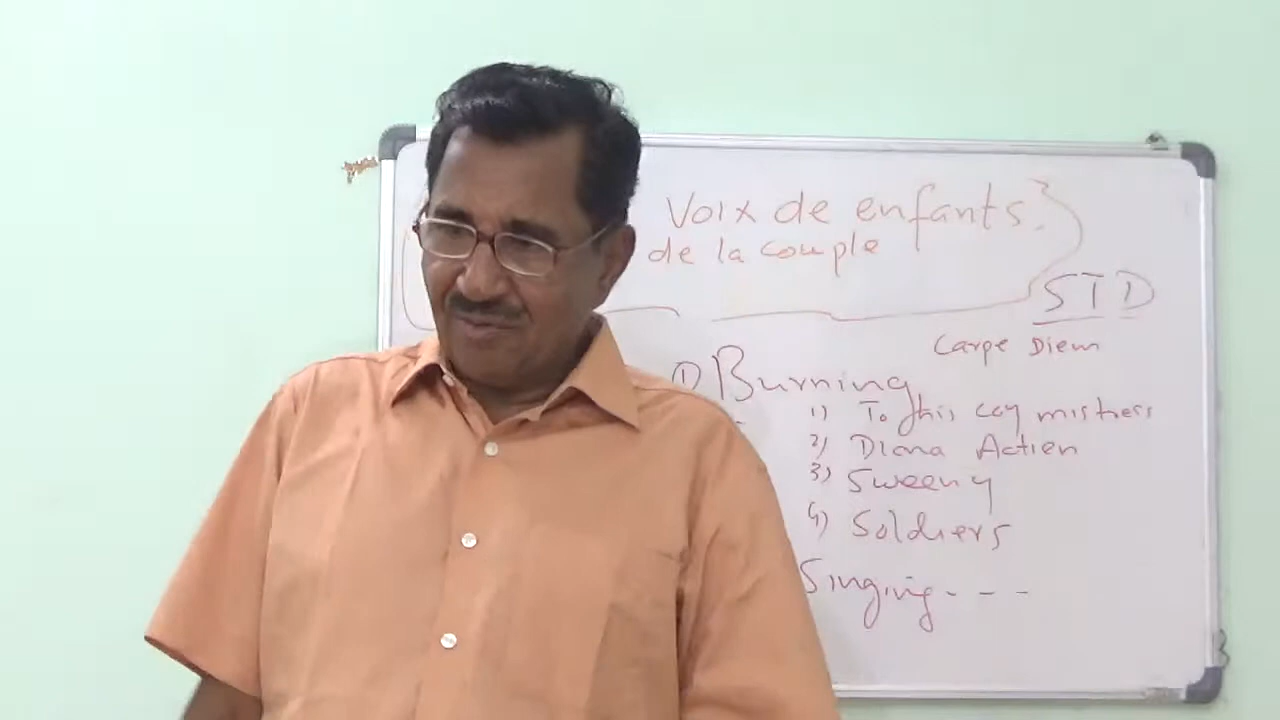 Voix de enfants
de la couple
STD
Carpe Diem
1) Burning
1) To his coy mistress
2) Diana Actien
3) Sweeny
4) Soldiers
Singing - - -